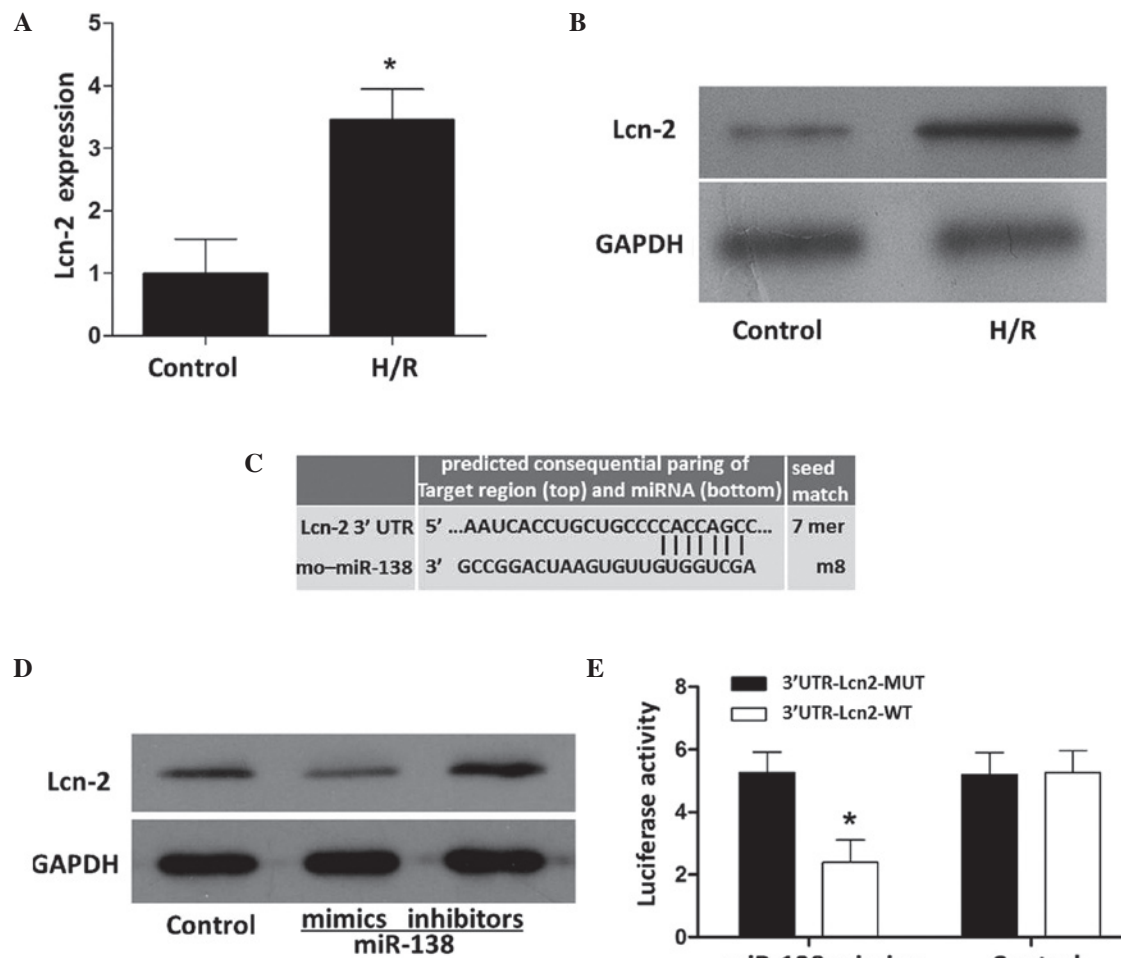 A
5
4
3
2
1
0
Lcn-2 expression
*
Control
H/R
B
Lcn-2
GAPDH
Control
H/R
C
predicted consequential paring of
Target region (top) and miRNA (bottom)
seed
match
Lcn-2 3' UTR 5' ...AAUCACCUGCUGCCCCACCAGCC... 7 mer
mo–miR-138 3' GCCGGACUAAGUGUUGUGGUCGA m8
D
Lcn-2
GAPDH
Control
mimics inhibitors
miR-138
E
3'UTR-Lcn2-MUT
3'UTR-Lcn2-WT
8
6
4
2
0
Luciferase activity
*